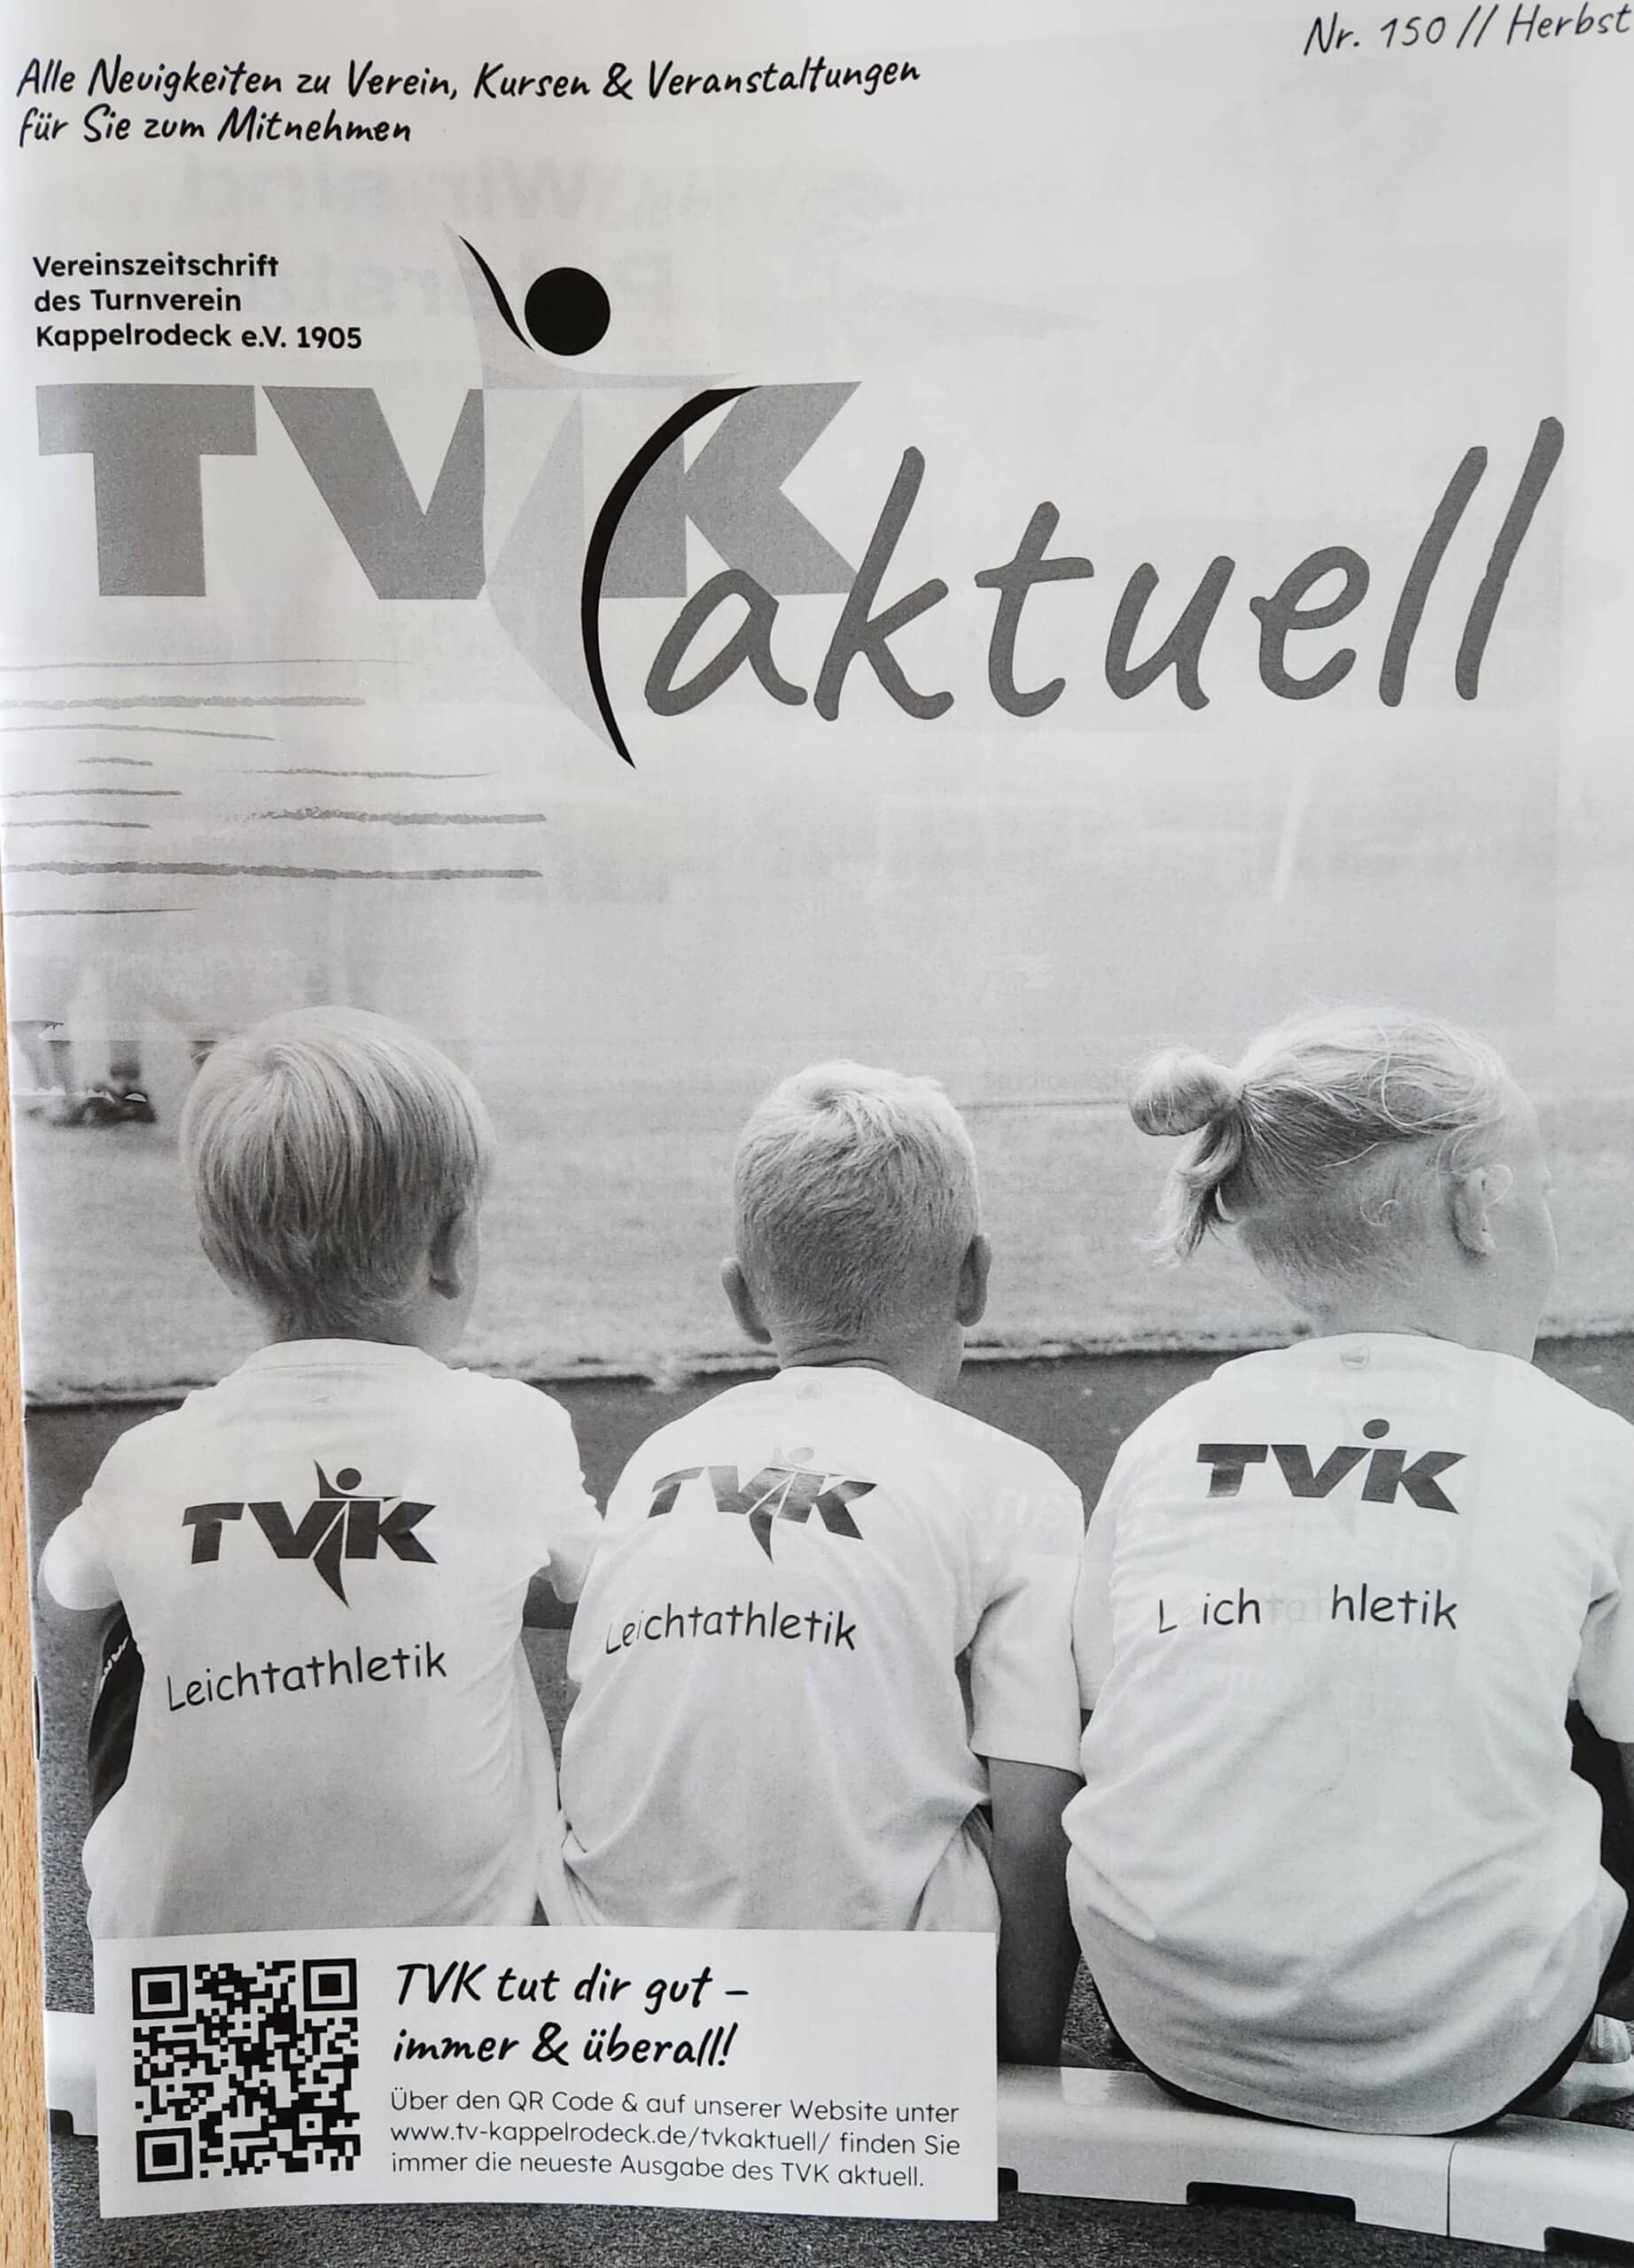 Nr. 150 // Herbst
Alle Neuigkeiten zu Verein, Kursen & Veranstaltungen
für Sie zum Mitnehmen
Vereinszeitschrift
des Turnverein
Kappelrodeck e.V. 1905
TVK
aktuell
TVK
Leichtathletik
TVK
Leichtathletik
TVK
L ich hletik
TVK tut dir gut –
immer & überall!
Über den QR Code & auf unserer Website unter
www.tv-kappelrodeck.de/tvkaktuell/ finden Sie
immer die neueste Ausgabe des TVK aktuell.